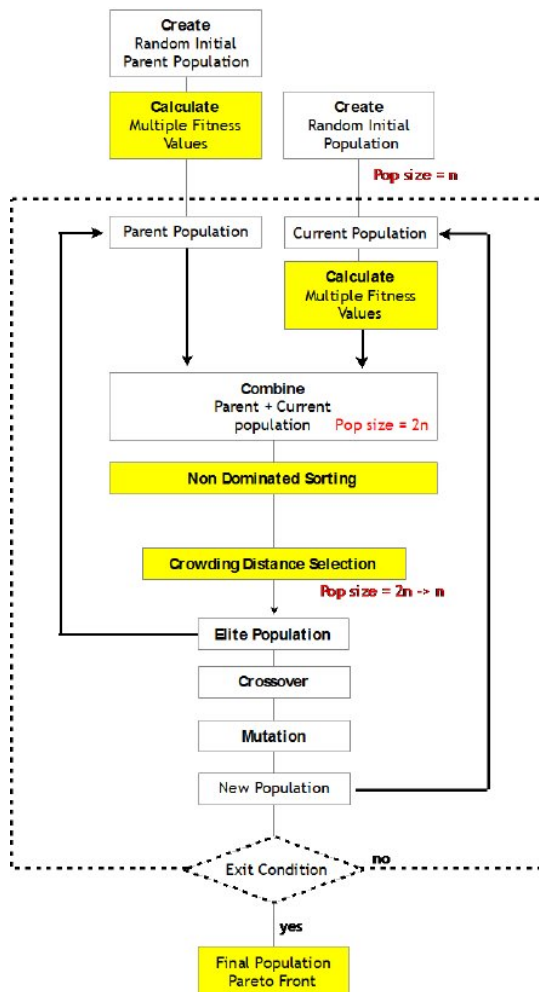 Create
Random Initial
Parent Population
Calculate
Multiple Fitness
Values
Create
Random Initial
Population
Pop size = n
Parent Population
Current Population
Calculate
Multiple Fitness
Values
Combine
Parent + Current
population
Pop size = 2n
Non Dominated Sorting
Crowding Distance Selection
Pop size = 2n -> n
Elite Population
Crossover
Mutation
New Population
Exit Condition
no
yes
Final Population
Pareto Front